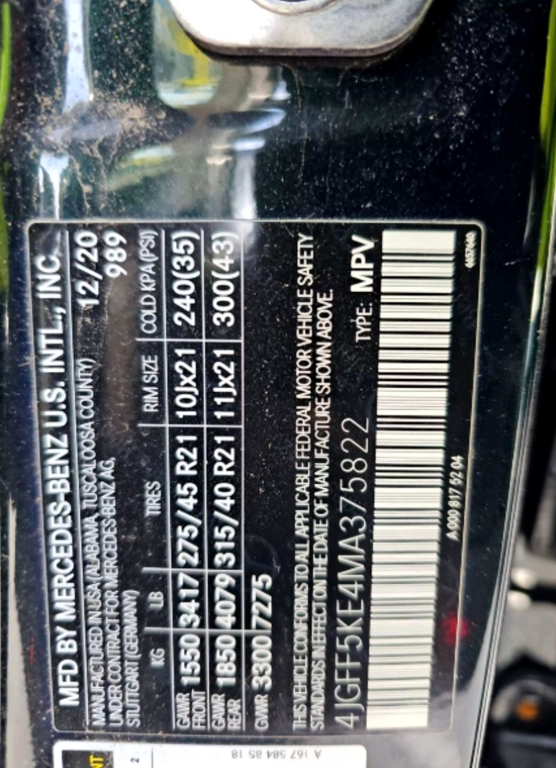 MFD BY MERCEDES-BENZ U.S. INTL., INC.
MANUFACTURED IN USA (ALABAMA, TUSCALOOSA COUNTY) 12/20
UNDER CONTRACT FOR MERCEDES-BENZ AG, 989
STUTTGART (GERMANY)
KG LB TIRES RIM SIZE COLD KPA (PSI)
GAWR FRONT 1550 3417 275/45 R21 10Jx21 240(35)
GAWR REAR 1850 4079 315/40 R21 11Jx21 300(43)
GVWR 3300 7275
THIS VEHICLE CONFORMS TO ALL APPLICABLE FEDERAL MOTOR VEHICLE SAFETY
STANDARDS IN EFFECT ON THE DATE OF MANUFACTURE SHOWN ABOVE.
4JGFF5KE4MA375822 TYPE: MPV
A 000 817 52 04
A 167 584 85 18
2